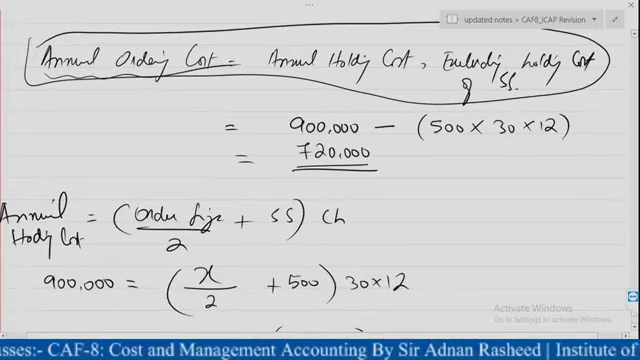 updated notes > CAF8_ICAP Revision
Annual Ordering Cost = Annual Holding Cost, Excluding holding Cost
of SS.
= 900,000 – (500 × 30 × 12)
= 720,000
Annual Holding Cost = (Order Size / 2 + SS) Ch
900,000 = (x / 2 + 500) 30×12
Activate Windows
Go to Settings to activate Windows.
sses:- CAF-8: Cost and Management Accounting By Sir Adnan Rasheed | Institute of